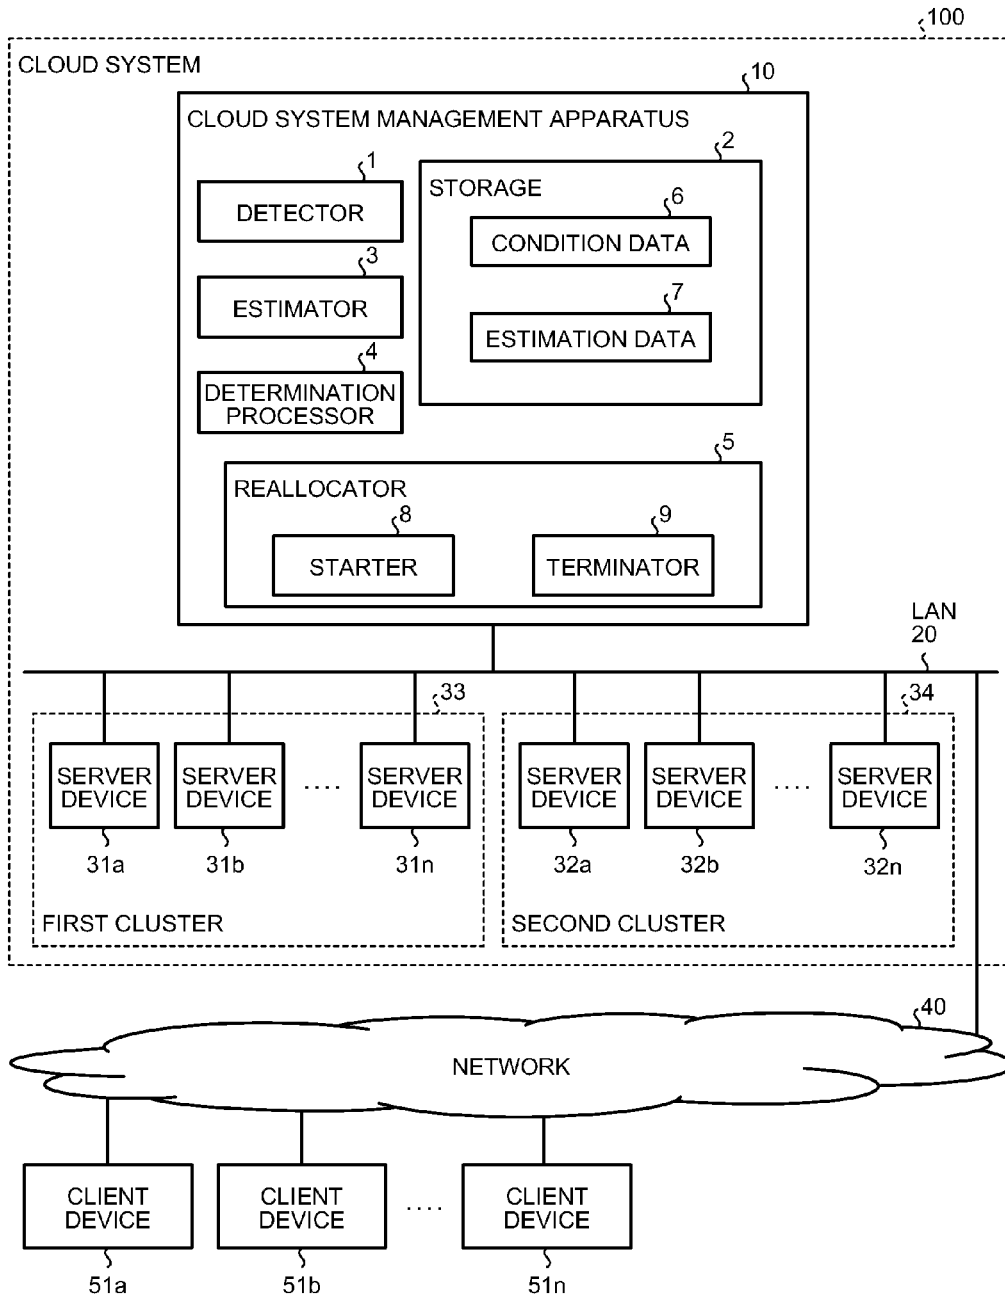 100
CLOUD SYSTEM
10
CLOUD SYSTEM MANAGEMENT APPARATUS
1
DETECTOR
2
STORAGE
6
CONDITION DATA
3
ESTIMATOR
7
ESTIMATION DATA
4
DETERMINATION
PROCESSOR
5
REALLOCATOR
8
STARTER
9
TERMINATOR
LAN
20
33
34
SERVER
DEVICE
SERVER
DEVICE
....
SERVER
DEVICE
SERVER
DEVICE
SERVER
DEVICE
....
SERVER
DEVICE
31a
31b
31n
32a
32b
32n
FIRST CLUSTER
SECOND CLUSTER
40
NETWORK
CLIENT
DEVICE
CLIENT
DEVICE
....
CLIENT
DEVICE
51a
51b
51n